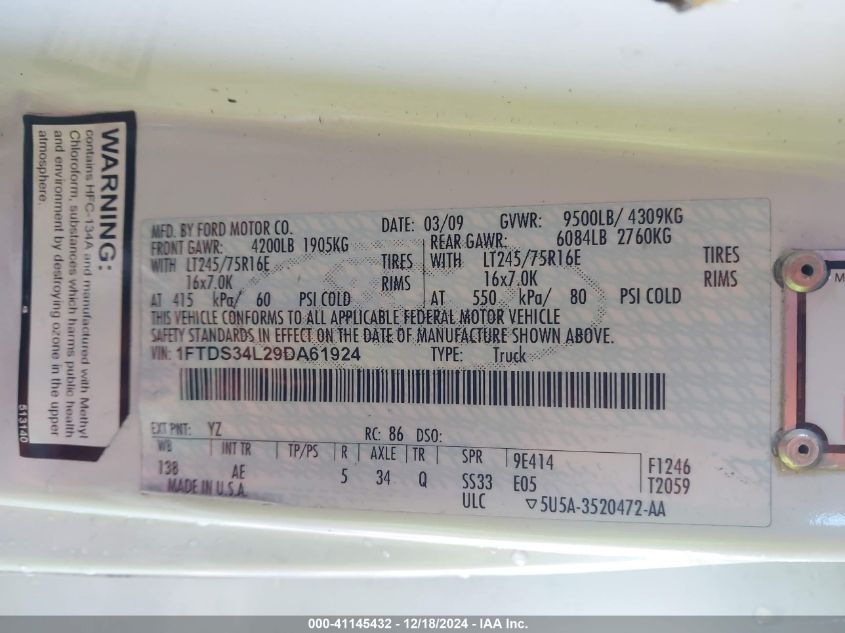 WARNING:
contains HFC-134A and manufactured with Methyl
Chloroform, substances which harms public health
and environment by destroying ozone in the upper
atmosphere.
513140
MFD. BY FORD MOTOR CO.
DATE: 03/09 GVWR: 9500LB/ 4309KG
FRONT GAWR: 4200LB 1905KG
REAR GAWR: 6084LB 2760KG
WITH LT245/75R16E TIRES
WITH LT245/75R16E TIRES
16x7.0K RIMS
16x7.0K RIMS
AT 415 kPa/ 60 PSI COLD
AT 550 kPa/ 80 PSI COLD
THIS VEHICLE CONFORMS TO ALL APPLICABLE FEDERAL MOTOR VEHICLE
SAFETY STANDARDS IN EFFECT ON THE DATE OF MANUFACTURE SHOWN ABOVE.
VIN: 1FTDS34L29DA61924 TYPE: Truck
EXT PNT: YZ RC: 86 DSO:
WB INT TR TP/PS R AXLE TR SPR 9E414 F1246
138 AE 5 34 Q SS33 E05 T2059
MADE IN U.S.A. ULC ▽5U5A-3520472-AA
M
000-41145432 - 12/18/2024 - IAA Inc.